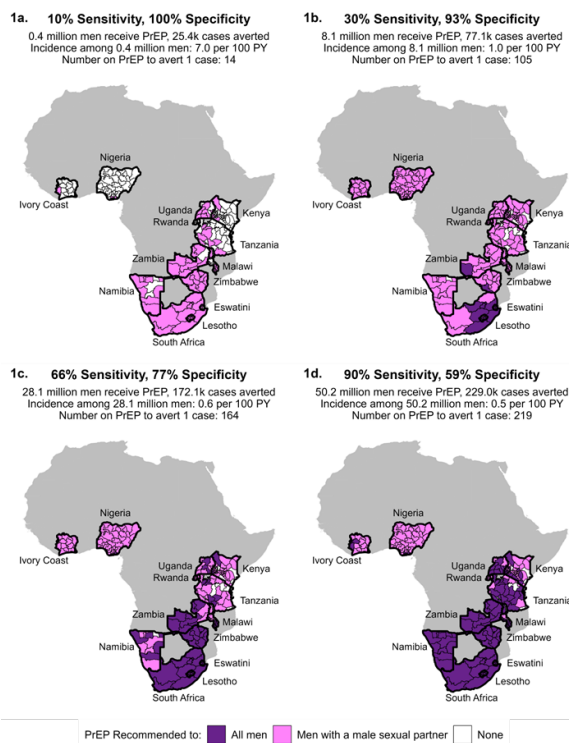 1a. 10% Sensitivity, 100% Specificity
0.4 million men receive PrEP, 25.4k cases averted
Incidence among 0.4 million men: 7.0 per 100 PY
Number on PrEP to avert 1 case: 14
Nigeria
Ivory Coast
Uganda
Rwanda
Kenya
Tanzania
Zambia
Malawi
Namibia
Zimbabwe
Eswatini
Lesotho
South Africa
1b. 30% Sensitivity, 93% Specificity
8.1 million men receive PrEP, 77.1k cases averted
Incidence among 8.1 million men: 1.0 per 100 PY
Number on PrEP to avert 1 case: 105
Nigeria
Ivory Coast
Uganda
Rwanda
Kenya
Tanzania
Zambia
Malawi
Namibia
Zimbabwe
Eswatini
Lesotho
South Africa
1c. 66% Sensitivity, 77% Specificity
28.1 million men receive PrEP, 172.1k cases averted
Incidence among 28.1 million men: 0.6 per 100 PY
Number on PrEP to avert 1 case: 164
Nigeria
Ivory Coast
Uganda
Rwanda
Kenya
Tanzania
Zambia
Malawi
Namibia
Zimbabwe
Eswatini
Lesotho
South Africa
1d. 90% Sensitivity, 59% Specificity
50.2 million men receive PrEP, 229.0k cases averted
Incidence among 50.2 million men: 0.5 per 100 PY
Number on PrEP to avert 1 case: 219
Nigeria
Ivory Coast
Uganda
Rwanda
Kenya
Tanzania
Zambia
Malawi
Namibia
Zimbabwe
Eswatini
Lesotho
South Africa
PrEP Recommended to: All men Men with a male sexual partner None